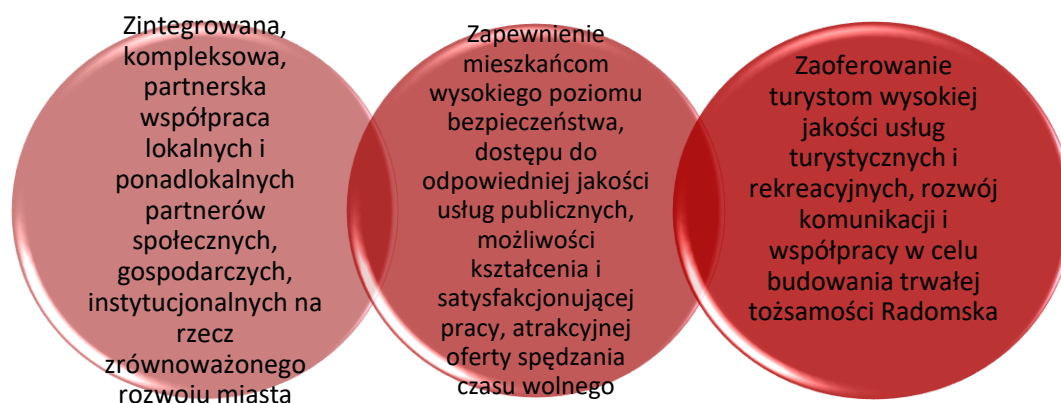 Zintegrowana,
kompleksowa,
partnerska
współpraca
lokalnych i
ponadlokalnych
partnerów
społecznych,
gospodarczych,
instytucjonalnych na
rzecz
zrównoważonego
rozwoju miasta
Zapewnienie
mieszkańcom
wysokiego poziomu
bezpieczeństwa,
dostępu do
odpowiedniej jakości
usług publicznych,
możliwości
kształcenia i
satysfakcjonującej
pracy, atrakcyjnej
oferty spędzania
czasu wolnego
Zaoferowanie
turystom wysokiej
jakości usług
turystycznych i
rekreacyjnych, rozwój
komunikacji i
współpracy w celu
budowania trwałej
tożsamości Radomska